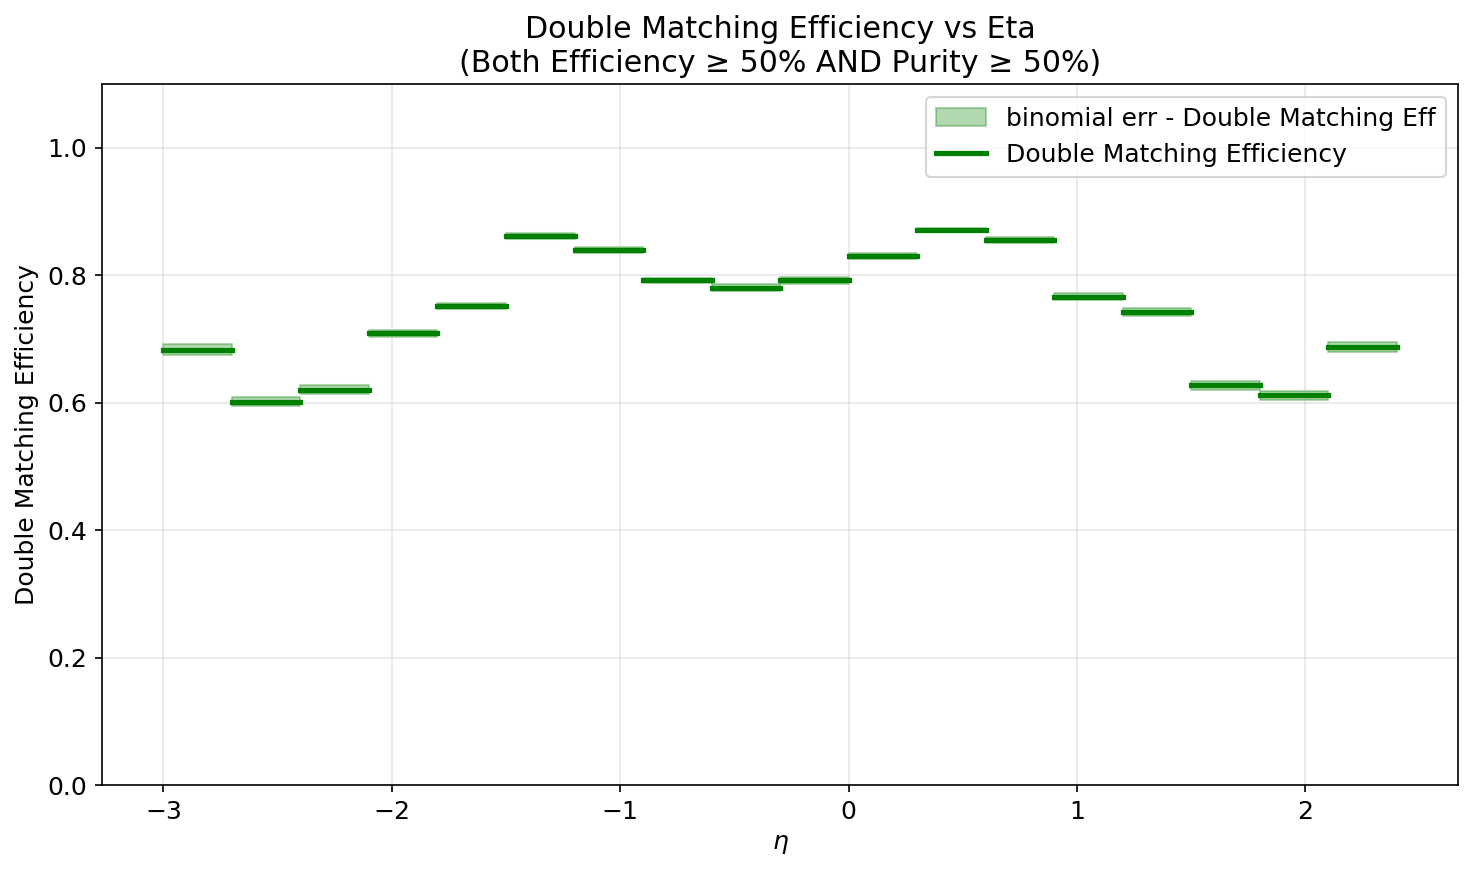 Double Matching Efficiency vs Eta
(Both Efficiency ≥ 50% AND Purity ≥ 50%)
binomial err - Double Matching Eff
Double Matching Efficiency
Double Matching Efficiency
1.0
0.8
0.6
0.4
0.2
0.0
−3
−2
−1
0
1
2
η